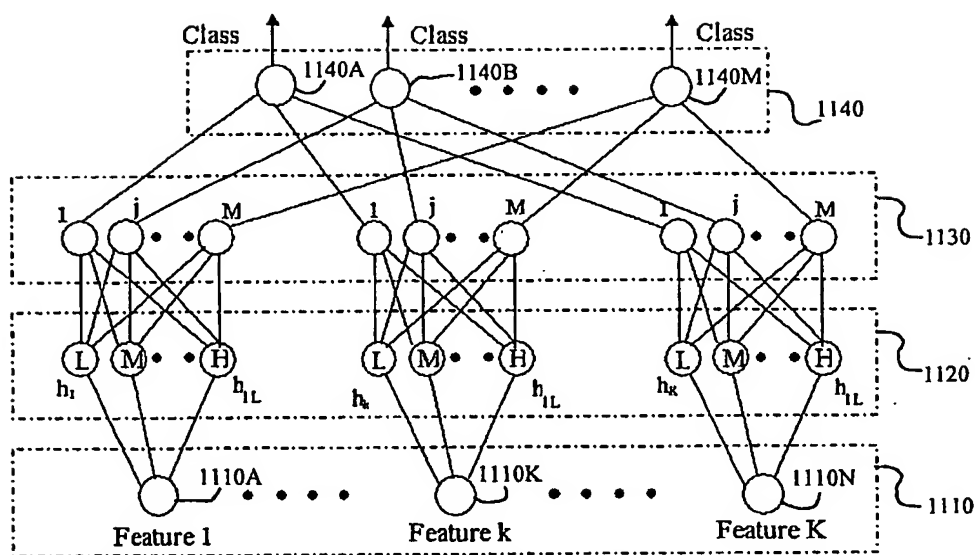 Class Class Class
1140A 1140B 1140M
1140
1 j M 1 j M 1 j M
1130
L M H L M H L M H
1120
h1 h1L hk h1L hK h1L
1110A 1110K 1110N
1110
Feature 1 Feature k Feature K